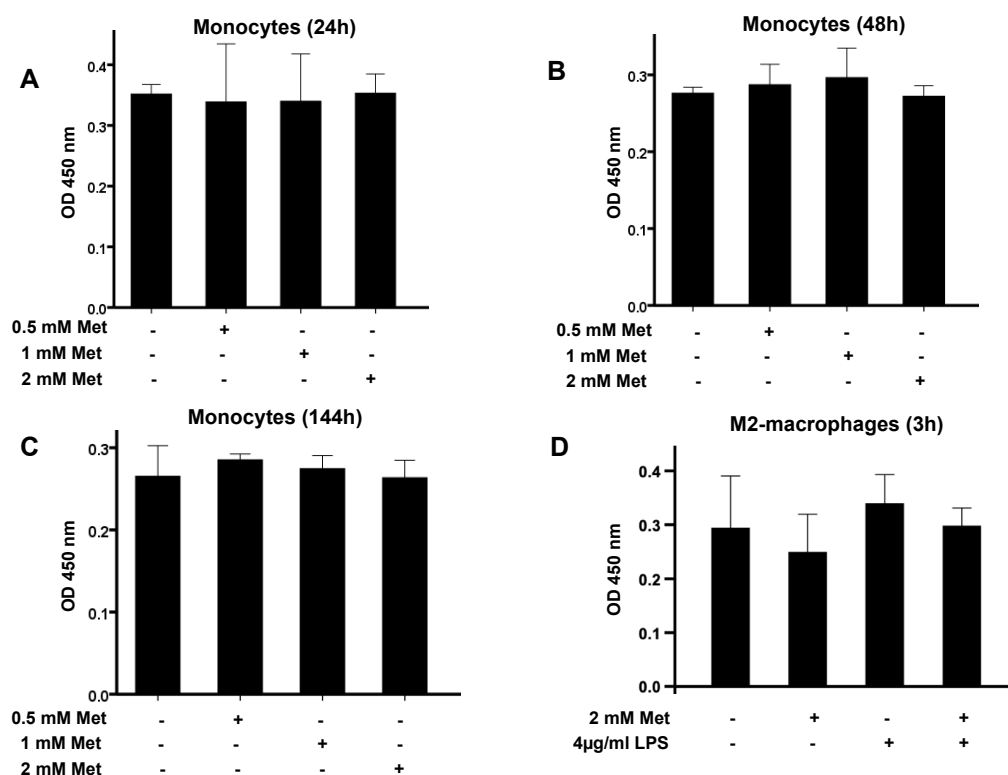 A
Monocytes (24h)
OD 450 nm
0.4
0.3
0.2
0.1
0.0
0.5 mM Met - + - -
1 mM Met - - + -
2 mM Met - - - +
B
Monocytes (48h)
OD 450 nm
0.3
0.2
0.1
0.0
0.5 mM Met - + - -
1 mM Met - - + -
2 mM Met - - - +
C
Monocytes (144h)
OD 450 nm
0.3
0.2
0.1
0.0
0.5 mM Met - + - -
1 mM Met - - + -
2 mM Met - - - +
D
M2-macrophages (3h)
OD 450 nm
0.4
0.3
0.2
0.1
0.0
2 mM Met - + - +
4µg/ml LPS - - + +